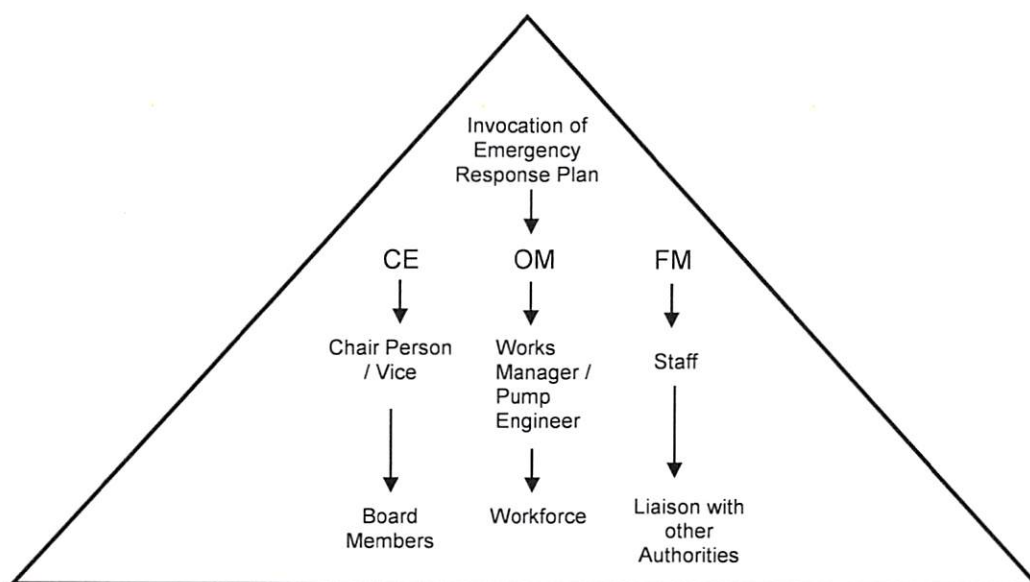 Invocation of
Emergency
Response Plan
CE
OM
FM
Chair Person
/ Vice
Works
Manager /
Pump
Engineer
Staff
Board
Members
Workforce
Liaison with
other
Authorities